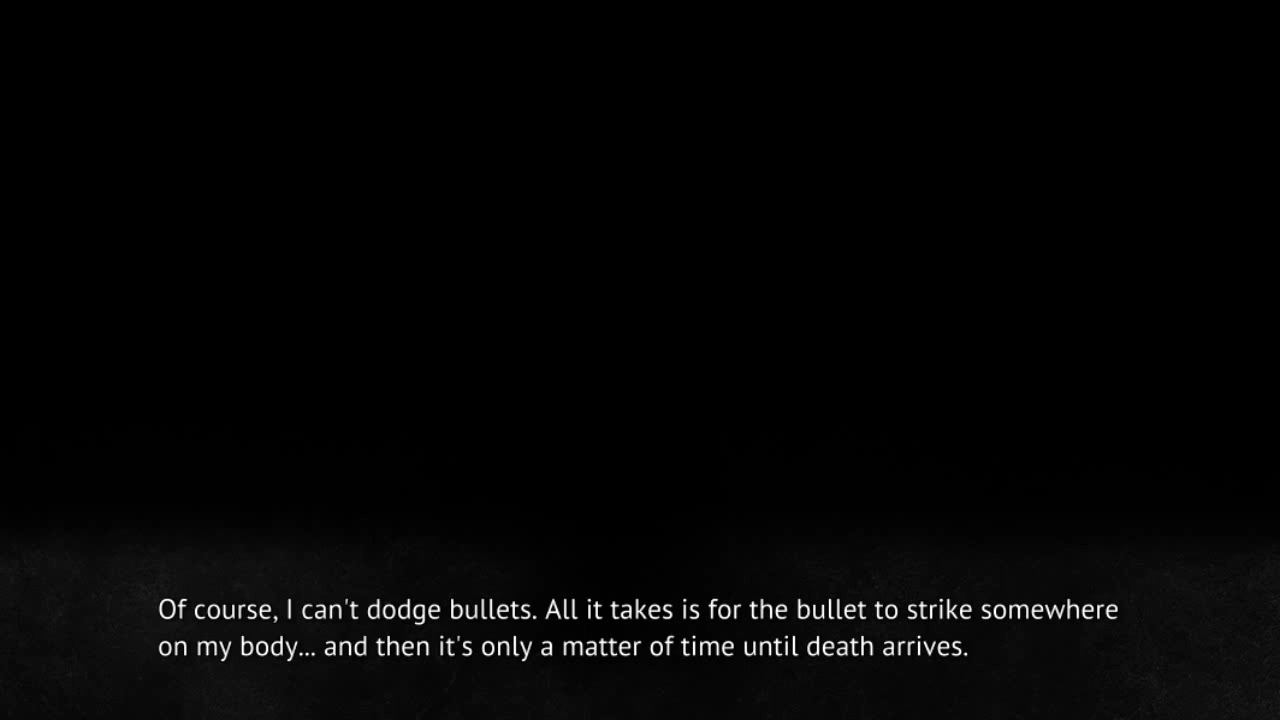 Of course, I can't dodge bullets. All it takes is for the bullet to strike somewhere
on my body... and then it's only a matter of time until death arrives.